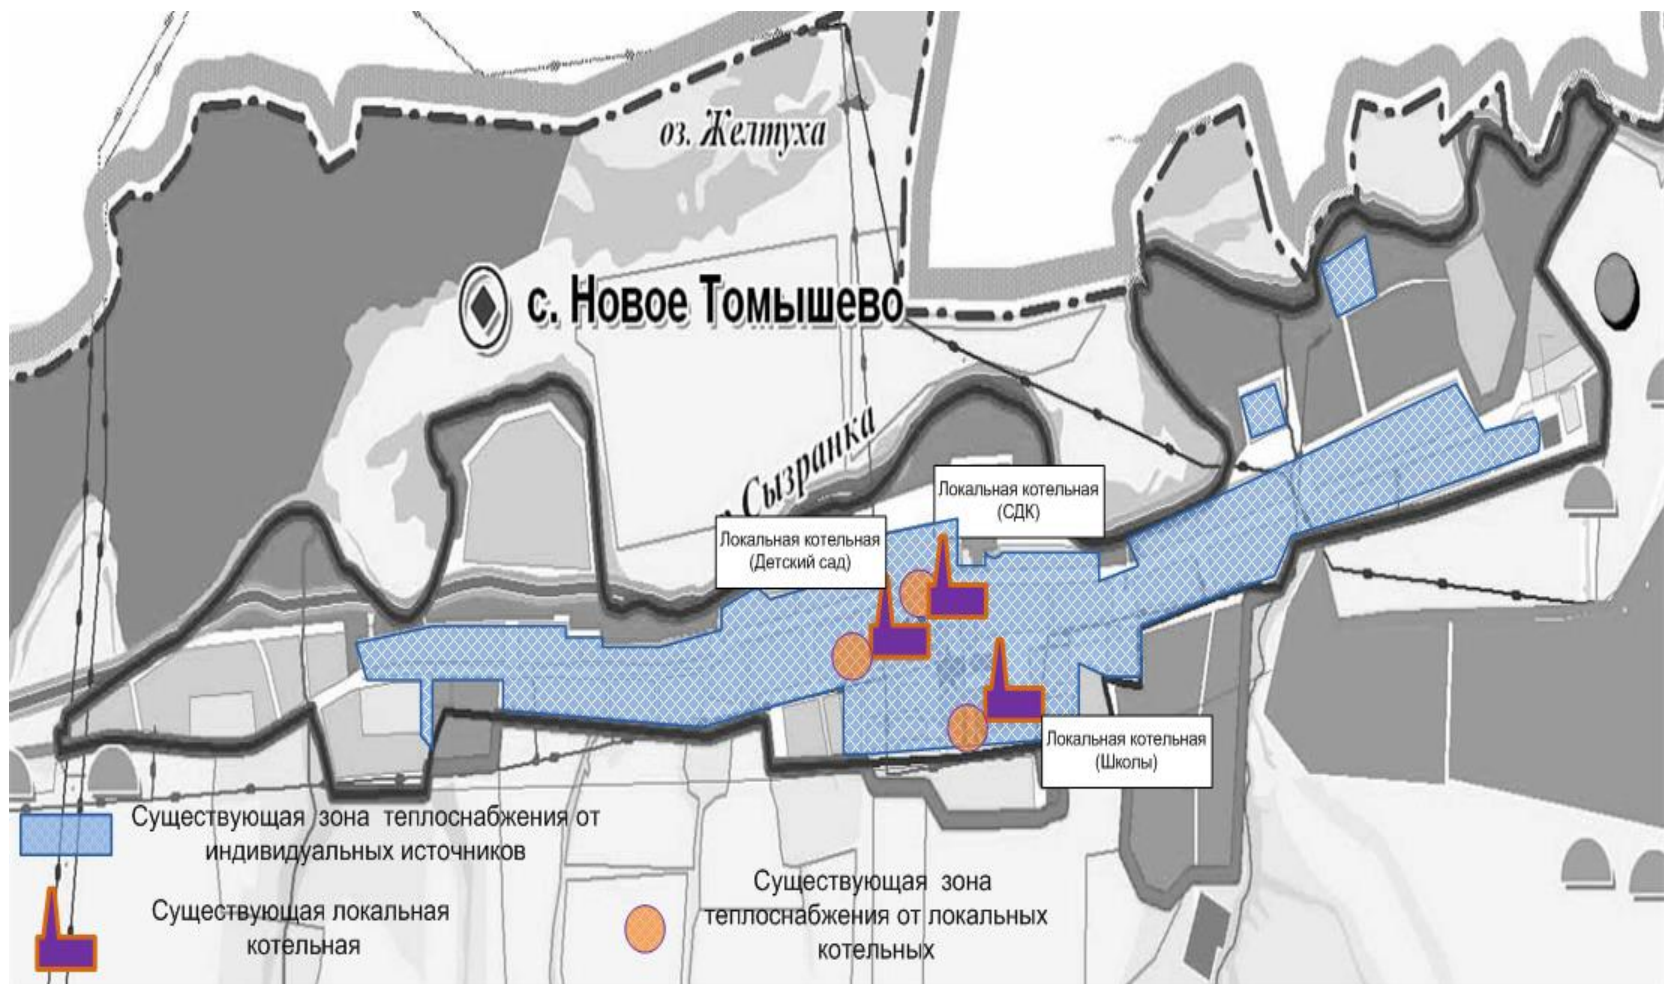 оз. Желтуха
с. Новое Томышево
Сызранка
Локальная котельная
(СДК)
Локальная котельная
(Детский сад)
Локальная котельная
(Школы)
Существующая зона теплоснабжения от
индивидуальных источников
Существующая локальная
котельная
Существующая зона
теплоснабжения от локальных
котельных